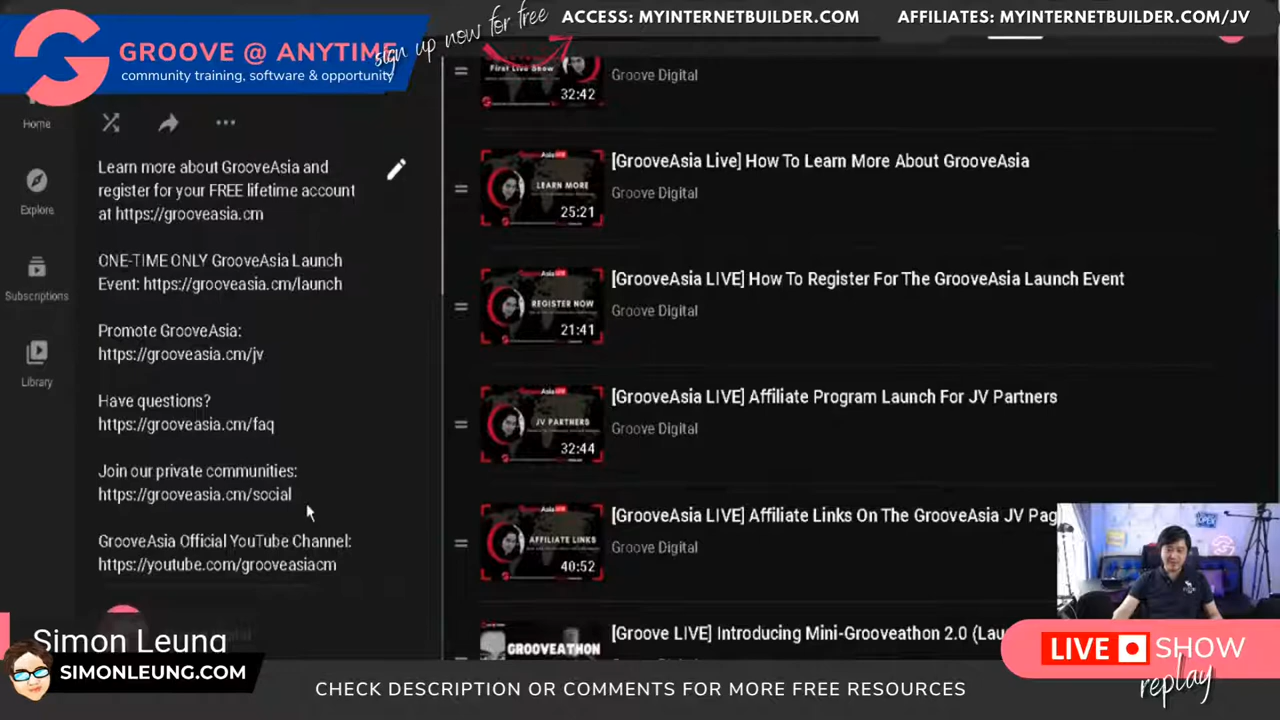 GROOVE @ ANYTIME
community training, software & opportunity
sign up now for free
ACCESS: MYINTERNETBUILDER.COM
AFFILIATES: MYINTERNETBUILDER.COM/JV
Home
Explore
Subscriptions
Library
Learn more about GrooveAsia and
register for your FREE lifetime account
at https://grooveasia.cm
ONE-TIME ONLY GrooveAsia Launch
Event: https://grooveasia.cm/launch
Promote GrooveAsia:
https://grooveasia.cm/jv
Have questions?
https://grooveasia.cm/faq
Join our private communities:
https://grooveasia.cm/social
GrooveAsia Official YouTube Channel:
https://youtube.com/grooveasiacm
First Live Show
32:42
Groove Digital
LEARN MORE
25:21
[GrooveAsia Live] How To Learn More About GrooveAsia
Groove Digital
REGISTER NOW
21:41
[GrooveAsia LIVE] How To Register For The GrooveAsia Launch Event
Groove Digital
JV PARTNERS
32:44
[GrooveAsia LIVE] Affiliate Program Launch For JV Partners
Groove Digital
AFFILIATE LINKS
40:52
[GrooveAsia LIVE] Affiliate Links On The GrooveAsia JV Pag
Groove Digital
GROOVEATHON
[Groove LIVE] Introducing Mini-Grooveathon 2.0 (Lau
Simon Leung
SIMONLEUNG.COM
LIVE SHOW
replay
CHECK DESCRIPTION OR COMMENTS FOR MORE FREE RESOURCES